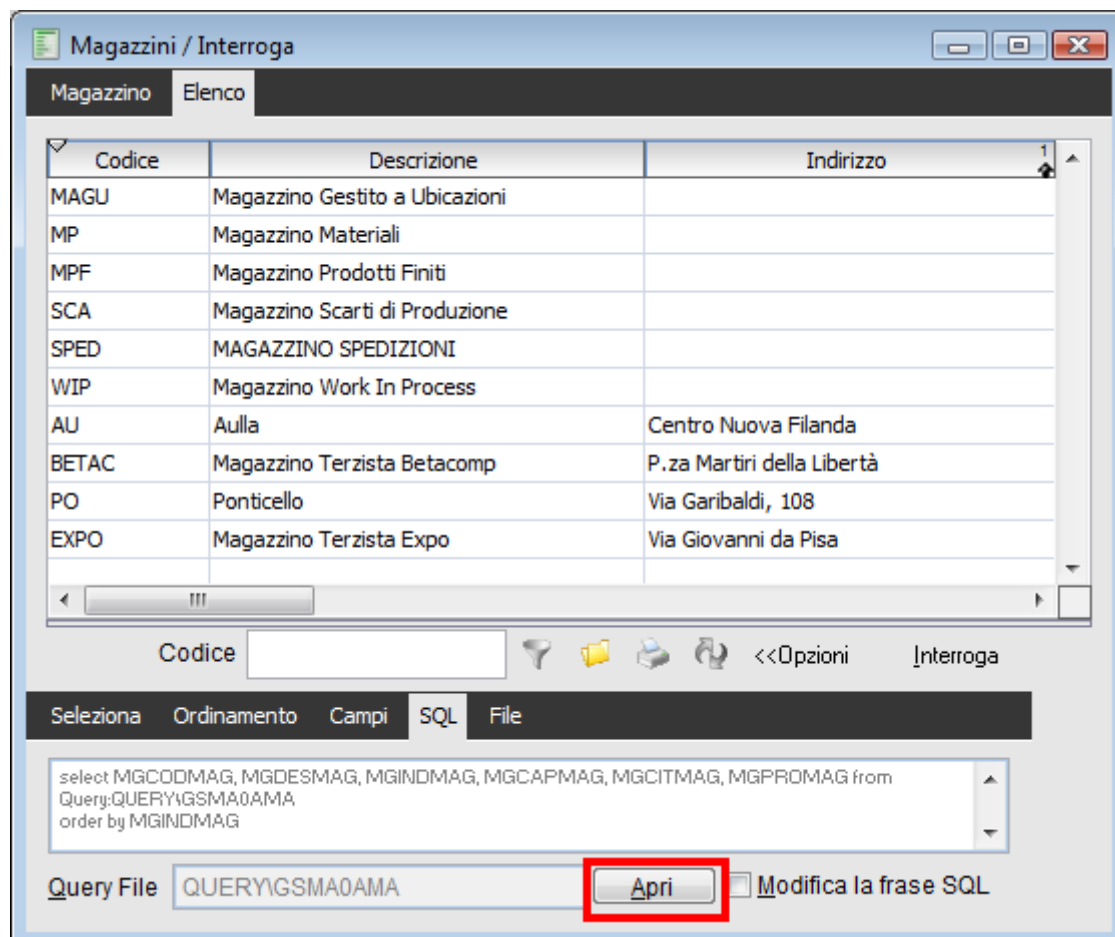 Magazzini / Interroga
Magazzino Elenco
Codice Descrizione Indirizzo 1
MAGU Magazzino Gestito a Ubicazioni
MP Magazzino Materiali
MPF Magazzino Prodotti Finiti
SCA Magazzino Scarti di Produzione
SPED MAGAZZINO SPEDIZIONI
WIP Magazzino Work In Process
AU Aulla Centro Nuova Filanda
BETAC Magazzino Terzista Betacomp P.za Martiri della Libertà
PO Ponticello Via Garibaldi, 108
EXPO Magazzino Terzista Expo Via Giovanni da Pisa
Codice <<Opzioni Interroga
Seleziona Ordinamento Campi SQL File
select MGCODMAG, MGDESMAG, MGINDMAG, MGCAPMAG, MGCITMAG, MGPROMAG from
Query:QUERY\GSMA0AMA
order by MGINDMAG
Query File QUERY\GSMA0AMA Apri Modifica la frase SQL